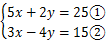 5x + 2y = 25①
3x − 4y = 15②